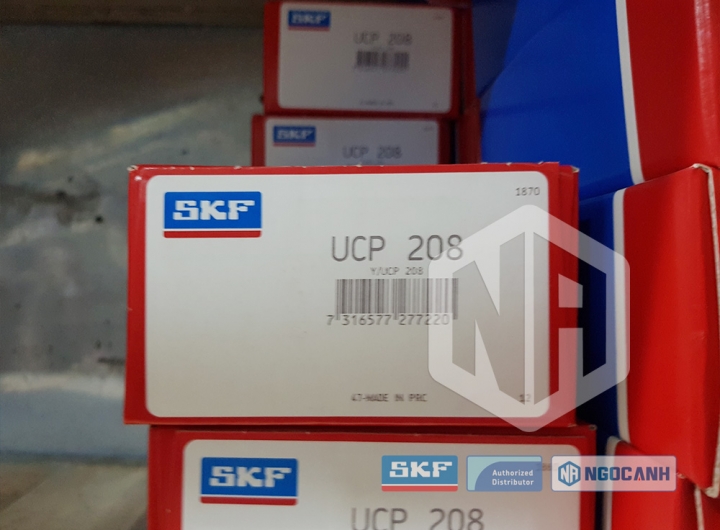 SKF
UCP 208
SKF
UCP 208
SKF
1870
UCP 208
Y/UCP 208
7 316577 277220
47-MADE IN PRC
12
SKF
UCP 208
SKF
Authorized
Distributor
NGOCANH